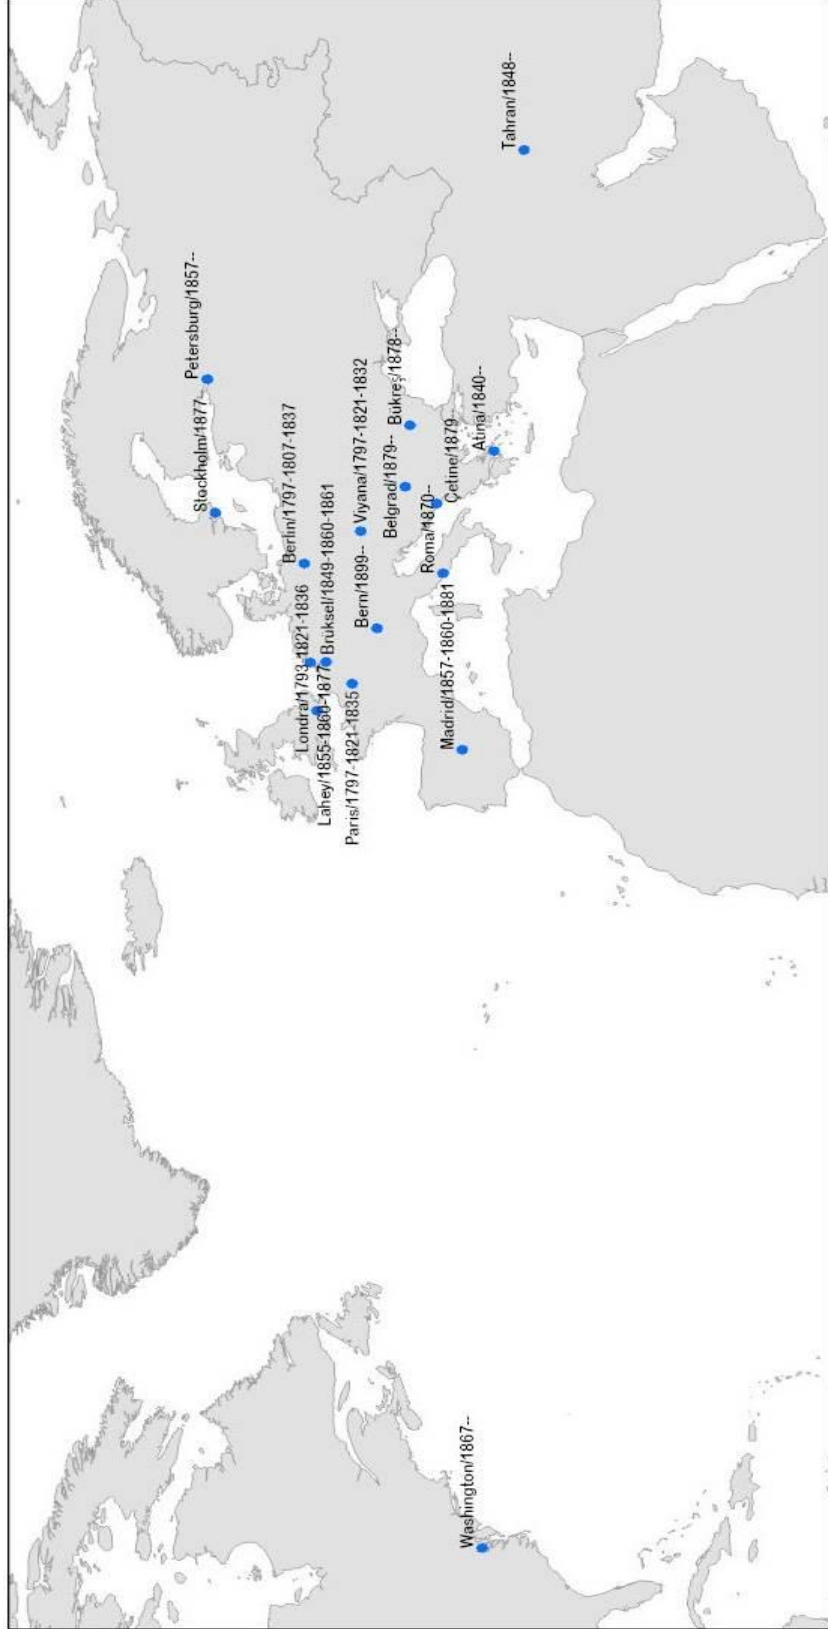 Petersburg/1857--
Stockholm/1877--
Berlin/1797-1807-1837
Londra/1793-1821-1836
Lahey/1855-1860-1877
Brüksel/1849-1860-1861
Paris/1797-1821-1835
Viyana/1797-1821-1832
Bern/1899--
Belgrad/1879--
Bükreş/1878--
Roma/1870--
Çetine/1879--
Madrid/1857-1860-1881
Atina/1840--
Washington/1867--
Tahran/1848--